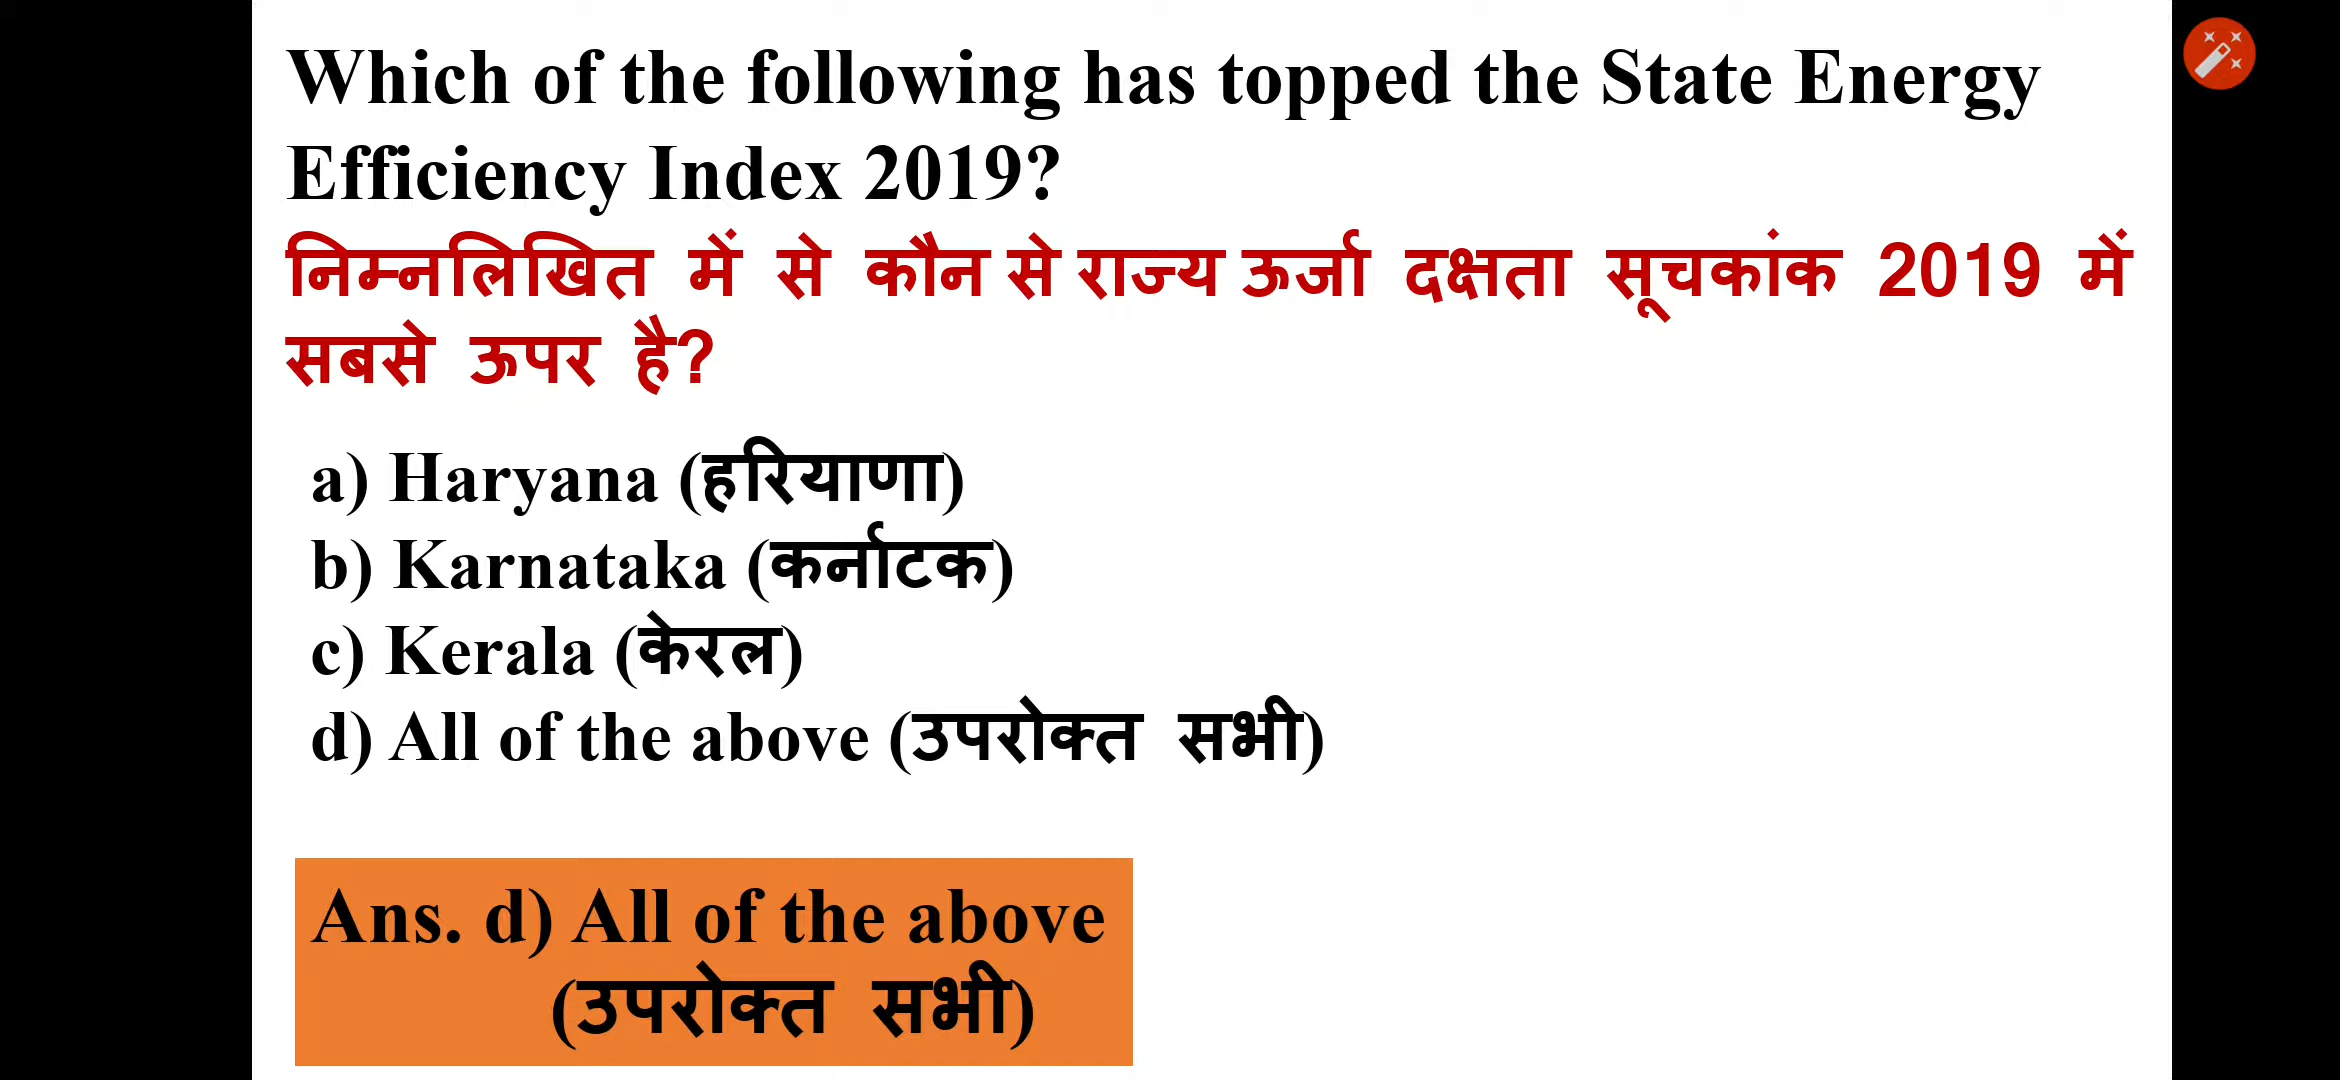 Which of the following has topped the State Energy
Efficiency Index 2019?
निम्नलिखित में से कौन से राज्य ऊर्जा दक्षता सूचकांक 2019 में
सबसे ऊपर है?
a) Haryana (हरियाणा)
b) Karnataka (कर्नाटक)
c) Kerala (केरल)
d) All of the above (उपरोक्त सभी)
Ans. d) All of the above
(उपरोक्त सभी)